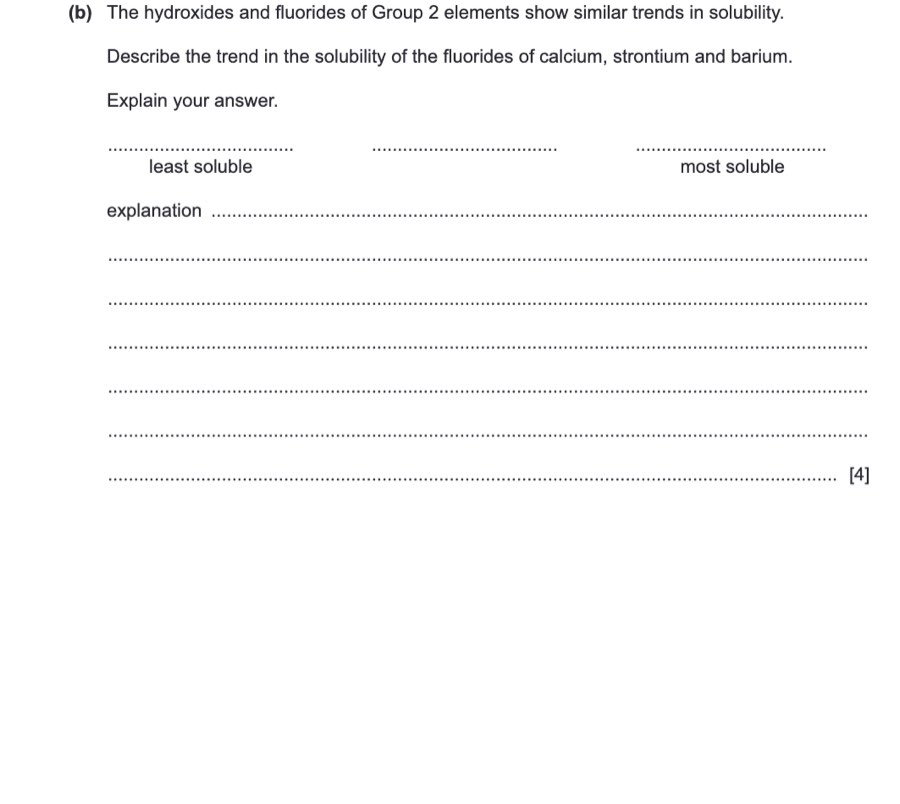 (b) The hydroxides and fluorides of Group 2 elements show similar trends in solubility.
Describe the trend in the solubility of the fluorides of calcium, strontium and barium.
Explain your answer.
.................................... .................................... .....................................
least soluble most soluble
explanation ................................................................................................................................
....................................................................................................................................................
....................................................................................................................................................
....................................................................................................................................................
....................................................................................................................................................
....................................................................................................................................................
.............................................................................................................................................. [4]